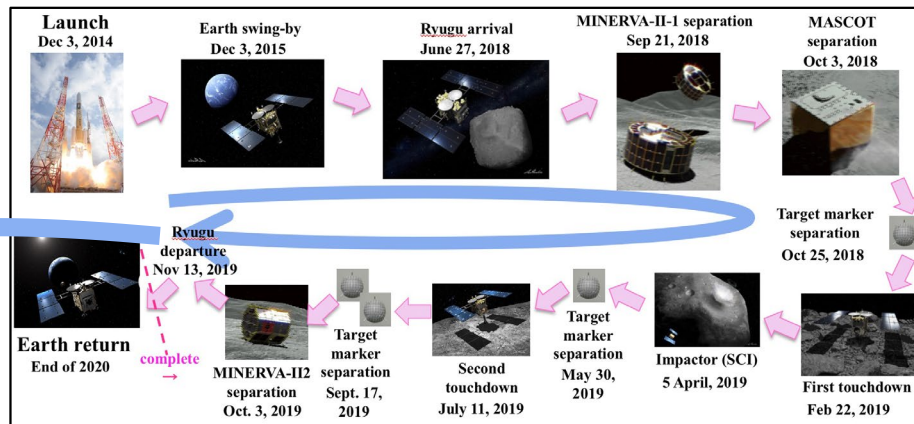 Launch
Dec 3, 2014
Earth swing-by
Dec 3, 2015
Ryugu arrival
June 27, 2018
MINERVA-II-1 separation
Sep 21, 2018
MASCOT
separation
Oct 3, 2018
Target marker
separation
Oct 25, 2018
First touchdown
Feb 22, 2019
Impactor (SCI)
5 April, 2019
Target
marker
separation
May 30,
2019
Second
touchdown
July 11, 2019
Target
marker
separation
Sept. 17,
2019
MINERVA-II2
separation
Oct. 3, 2019
Ryugu
departure
Nov 13, 2019
Earth return
End of 2020
complete